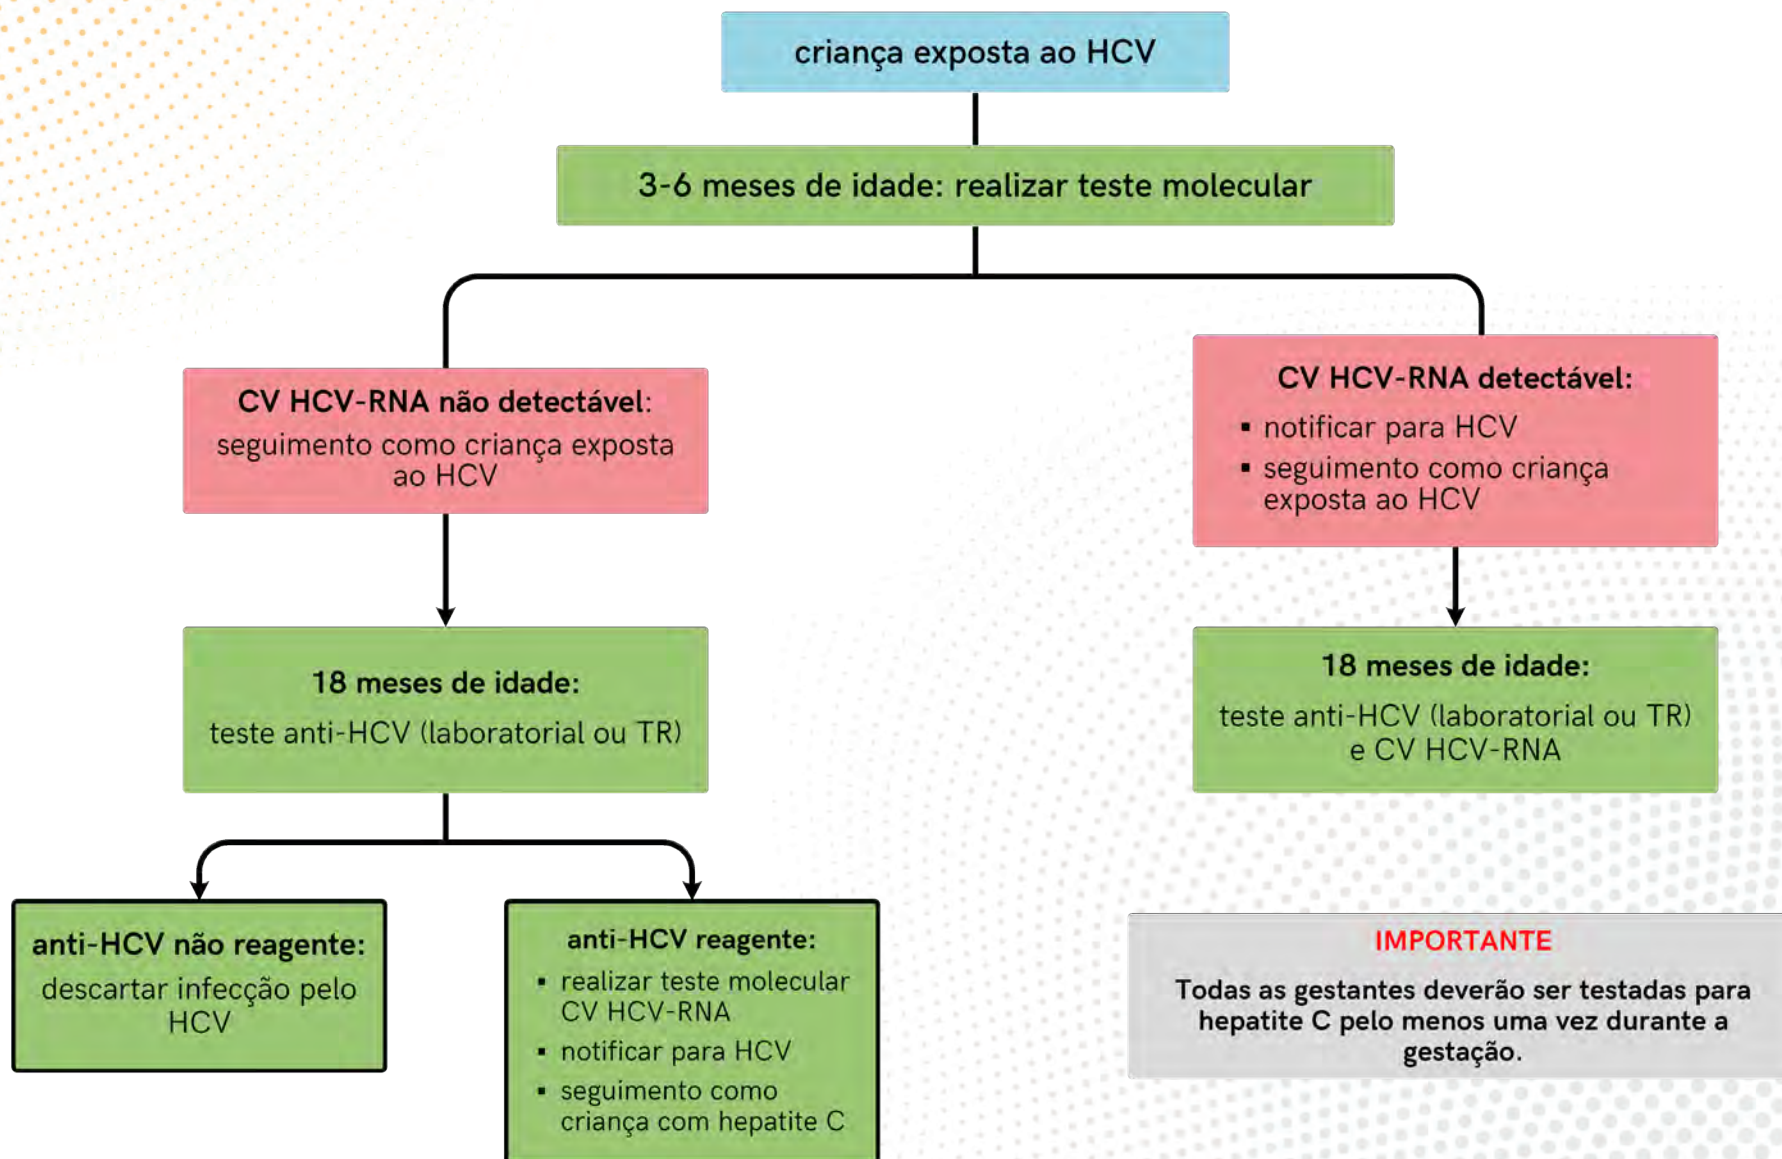 criança exposta ao HCV
3-6 meses de idade: realizar teste molecular
CV HCV-RNA não detectável:
seguimento como criança exposta
ao HCV
CV HCV-RNA detectável:
▪ notificar para HCV
▪ seguimento como criança
exposta ao HCV
18 meses de idade:
teste anti-HCV (laboratorial ou TR)
18 meses de idade:
teste anti-HCV (laboratorial ou TR)
e CV HCV-RNA
anti-HCV não reagente:
descartar infecção pelo
HCV
anti-HCV reagente:
▪ realizar teste molecular
CV HCV-RNA
▪ notificar para HCV
▪ seguimento como
criança com hepatite C
IMPORTANTE
Todas as gestantes deverão ser testadas para
hepatite C pelo menos uma vez durante a
gestação.